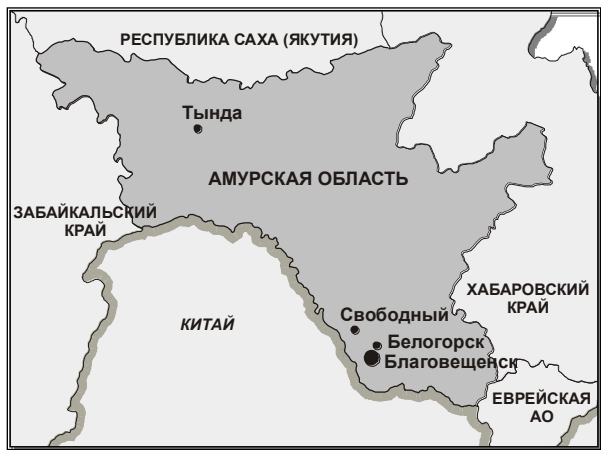 РЕСПУБЛИКА САХА (ЯКУТИЯ)
Тында
АМУРСКАЯ ОБЛАСТЬ
ЗАБАЙКАЛЬСКИЙ
КРАЙ
ХАБАРОВСКИЙ
КРАЙ
КИТАЙ
Свободный
Белогорск
Благовещенск
ЕВРЕЙСКАЯ
АО